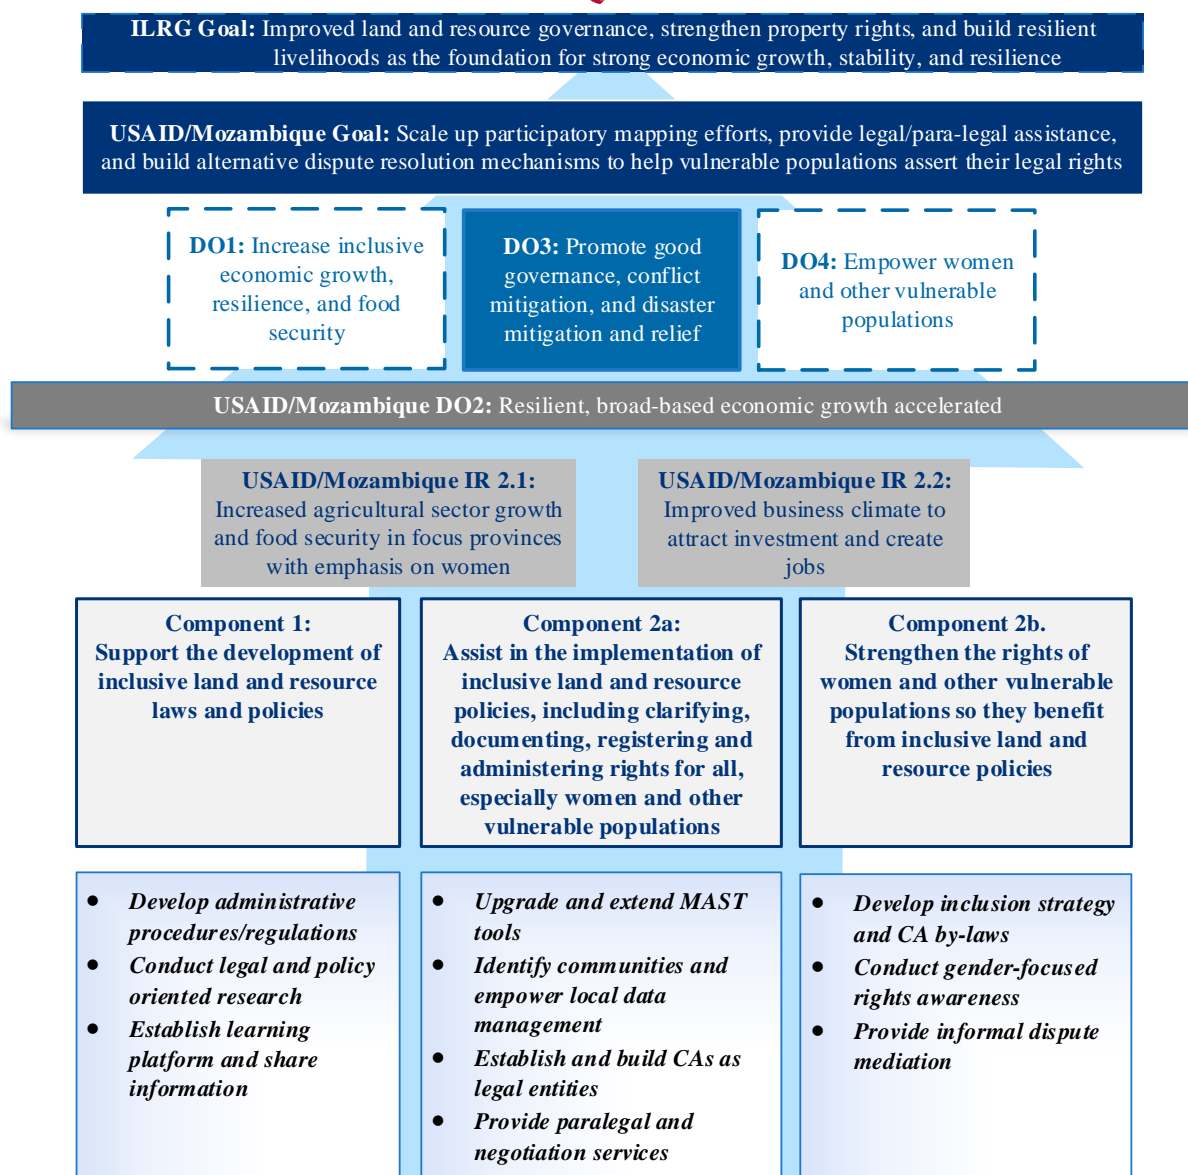 ILRG Goal: Improved land and resource governance, strengthen property rights, and build resilient
livelihoods as the foundation for strong economic growth, stability, and resilience
USAID/Mozambique Goal: Scale up participatory mapping efforts, provide legal/para-legal assistance,
and build alternative dispute resolution mechanisms to help vulnerable populations assert their legal rights
DO1: Increase inclusive
economic growth,
resilience, and food
security
DO3: Promote good
governance, conflict
mitigation, and disaster
mitigation and relief
DO4: Empower women
and other vulnerable
populations
USAID/Mozambique DO2: Resilient, broad-based economic growth accelerated
USAID/Mozambique IR 2.1:
Increased agricultural sector growth
and food security in focus provinces
with emphasis on women
USAID/Mozambique IR 2.2:
Improved business climate to
attract investment and create
jobs
Component 1:
Support the development of
inclusive land and resource
laws and policies
Component 2a:
Assist in the implementation of
inclusive land and resource
policies, including clarifying,
documenting, registering and
administering rights for all,
especially women and other
vulnerable populations
Component 2b.
Strengthen the rights of
women and other vulnerable
populations so they benefit
from inclusive land and
resource policies
• Develop administrative
procedures/regulations
• Conduct legal and policy
oriented research
• Establish learning
platform and share
information
• Upgrade and extend MAST
tools
• Identify communities and
empower local data
management
• Establish and build CAs as
legal entities
• Provide paralegal and
negotiation services
• Develop inclusion strategy
and CA by-laws
• Conduct gender-focused
rights awareness
• Provide informal dispute
mediation